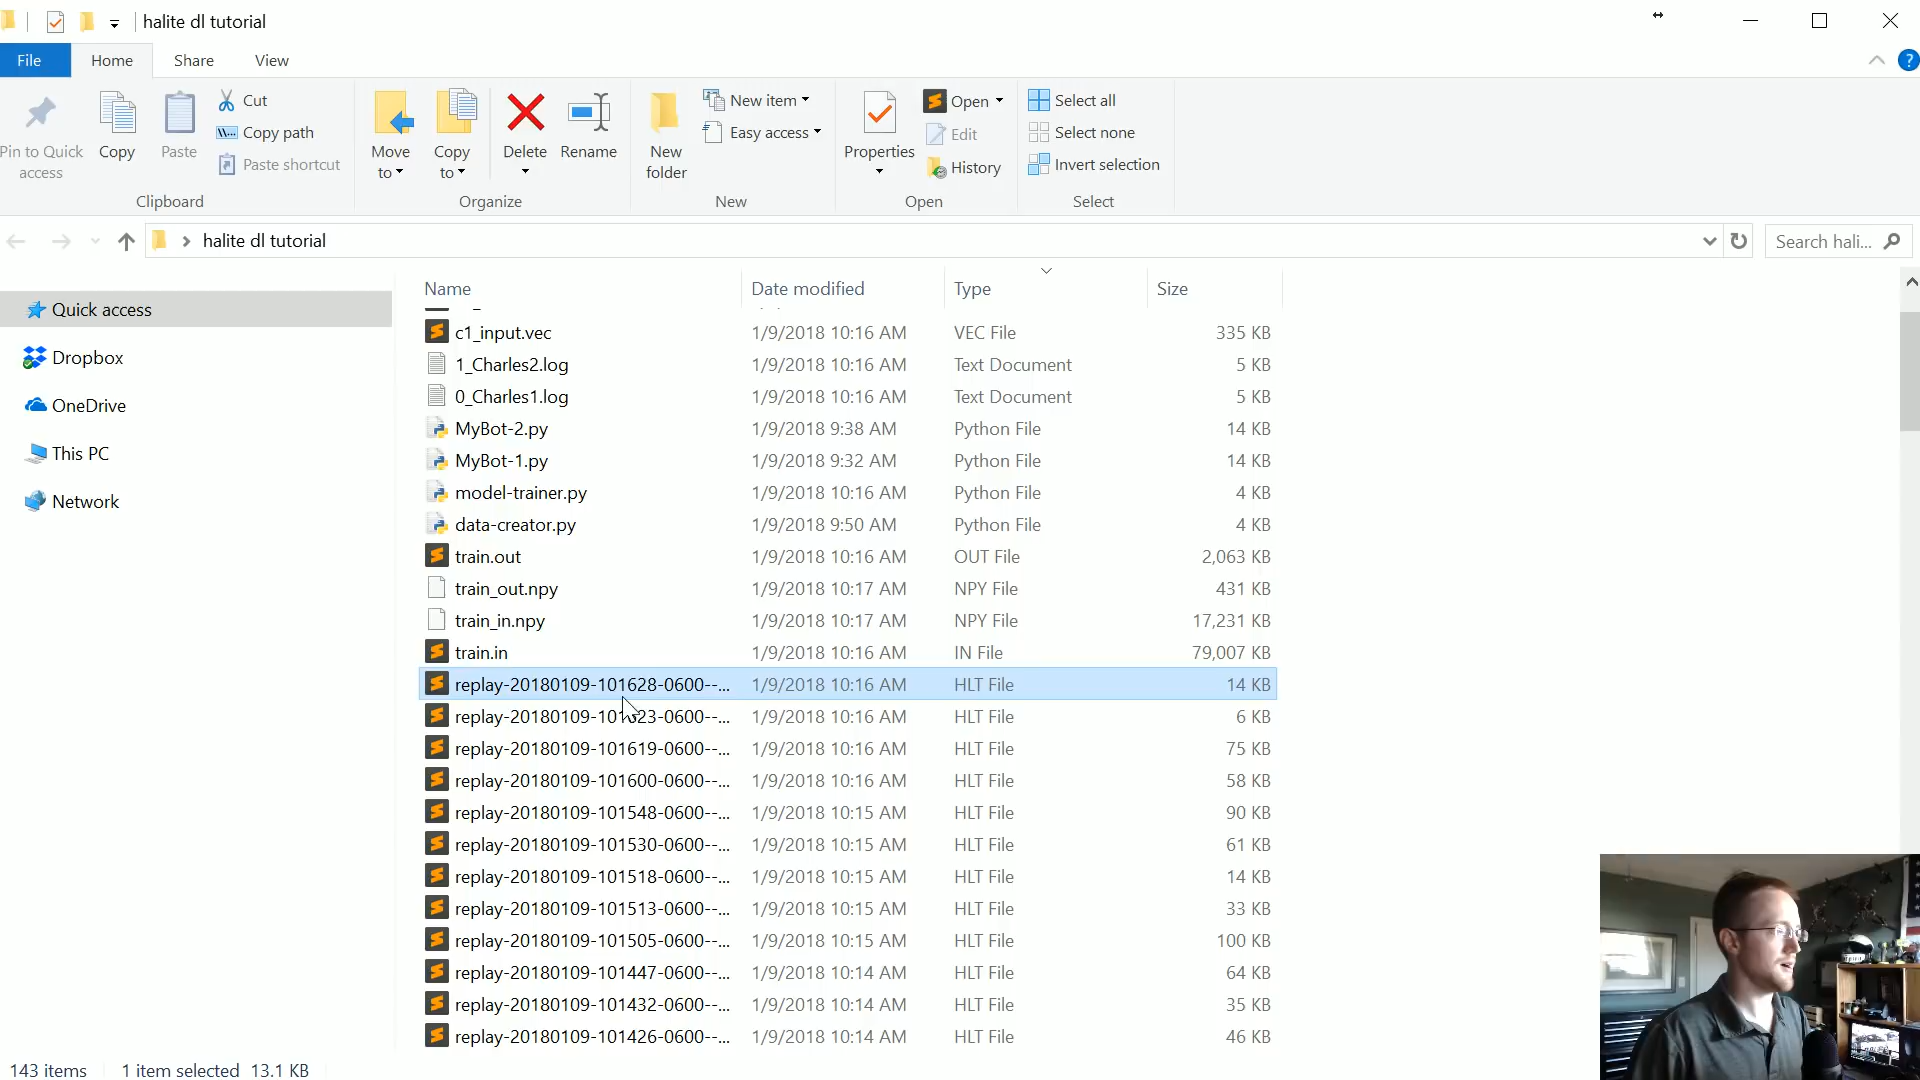 halite dl tutorial
File Home Share View
Pin to Quick access
Copy
Paste
Cut
Copy path
Paste shortcut
Clipboard
Move to
Copy to
Delete
Rename
Organize
New folder
New item
Easy access
New
Properties
Open
Edit
History
Open
Select all
Select none
Invert selection
Select
halite dl tutorial
Search hali...
Quick access
Dropbox
OneDrive
This PC
Network
Name Date modified Type Size
c1_input.vec 1/9/2018 10:16 AM VEC File 335 KB
1_Charles2.log 1/9/2018 10:16 AM Text Document 5 KB
0_Charles1.log 1/9/2018 10:16 AM Text Document 5 KB
MyBot-2.py 1/9/2018 9:38 AM Python File 14 KB
MyBot-1.py 1/9/2018 9:32 AM Python File 14 KB
model-trainer.py 1/9/2018 10:16 AM Python File 4 KB
data-creator.py 1/9/2018 9:50 AM Python File 4 KB
train.out 1/9/2018 10:16 AM OUT File 2,063 KB
train_out.npy 1/9/2018 10:17 AM NPY File 431 KB
train_in.npy 1/9/2018 10:17 AM NPY File 17,231 KB
train.in 1/9/2018 10:16 AM IN File 79,007 KB
replay-20180109-101628-0600--... 1/9/2018 10:16 AM HLT File 14 KB
replay-20180109-101623-0600--... 1/9/2018 10:16 AM HLT File 6 KB
replay-20180109-101619-0600--... 1/9/2018 10:16 AM HLT File 75 KB
replay-20180109-101600-0600--... 1/9/2018 10:16 AM HLT File 58 KB
replay-20180109-101548-0600--... 1/9/2018 10:15 AM HLT File 90 KB
replay-20180109-101530-0600--... 1/9/2018 10:15 AM HLT File 61 KB
replay-20180109-101518-0600--... 1/9/2018 10:15 AM HLT File 14 KB
replay-20180109-101513-0600--... 1/9/2018 10:15 AM HLT File 33 KB
replay-20180109-101505-0600--... 1/9/2018 10:15 AM HLT File 100 KB
replay-20180109-101447-0600--... 1/9/2018 10:14 AM HLT File 64 KB
replay-20180109-101432-0600--... 1/9/2018 10:14 AM HLT File 35 KB
replay-20180109-101426-0600--... 1/9/2018 10:14 AM HLT File 46 KB
143 items 1 item selected 13.1 KB